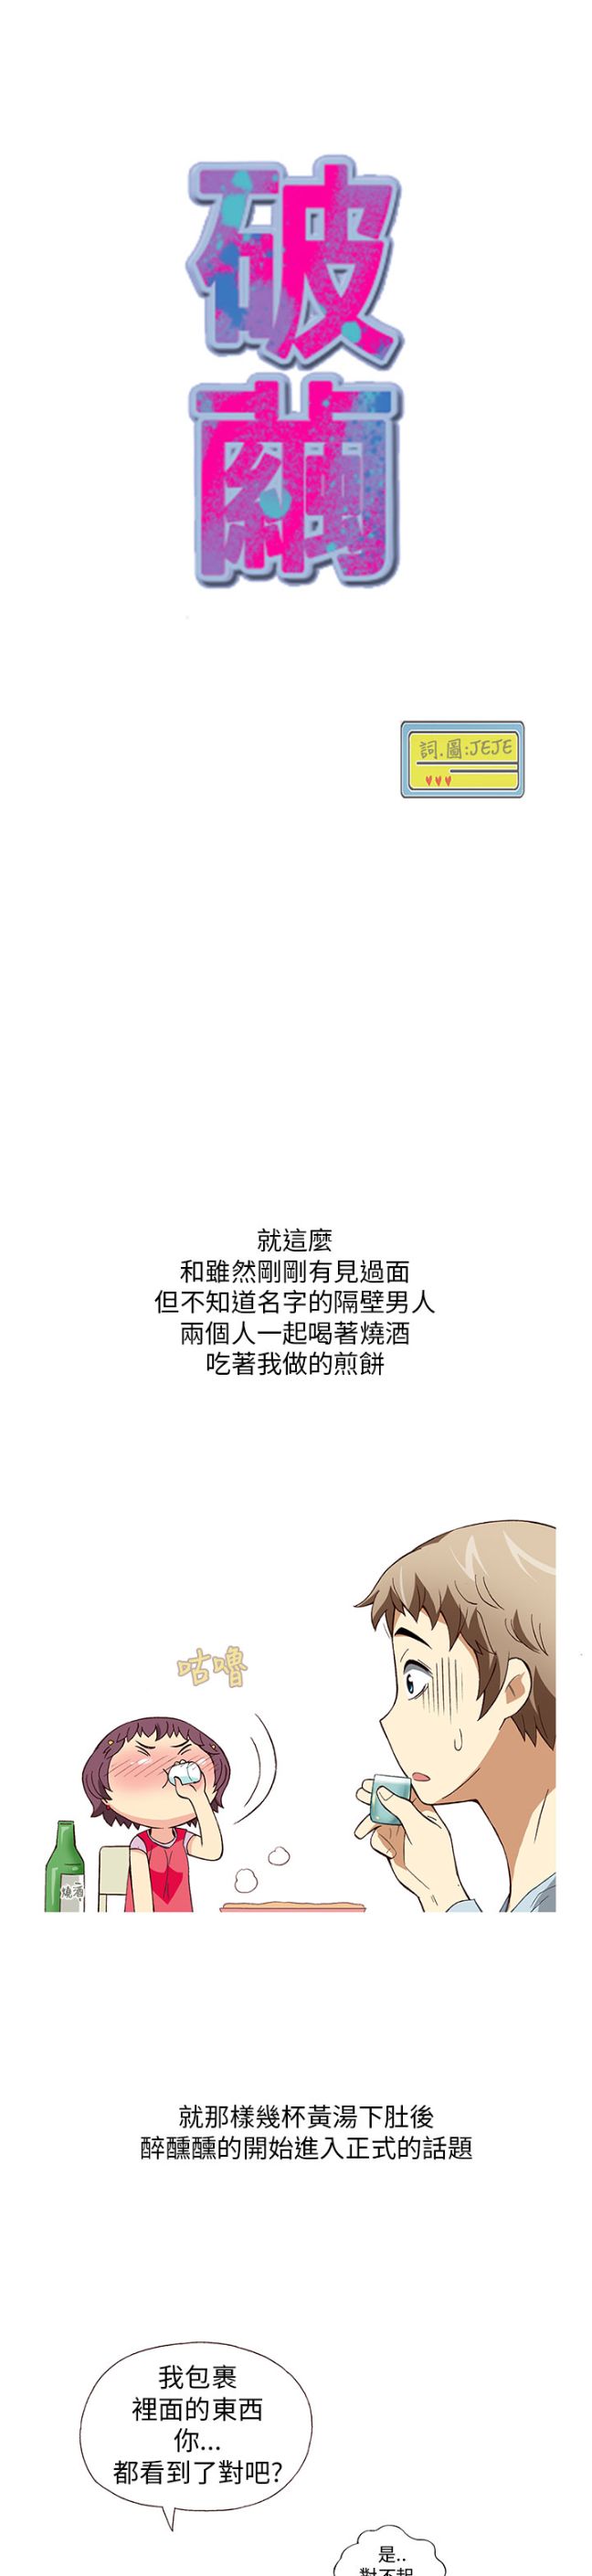 破
繭
詞.圖:JEJE
就這麼
和雖然剛剛有見過面
但不知道名字的隔壁男人
兩個人一起喝著燒酒
吃著我做的煎餅
咕嚕
燒酒
就那樣幾杯黃湯下肚後
醉醺醺的開始進入正式的話題
我包裹
裡面的東西
你...
都看到了對吧?
是..
對不起